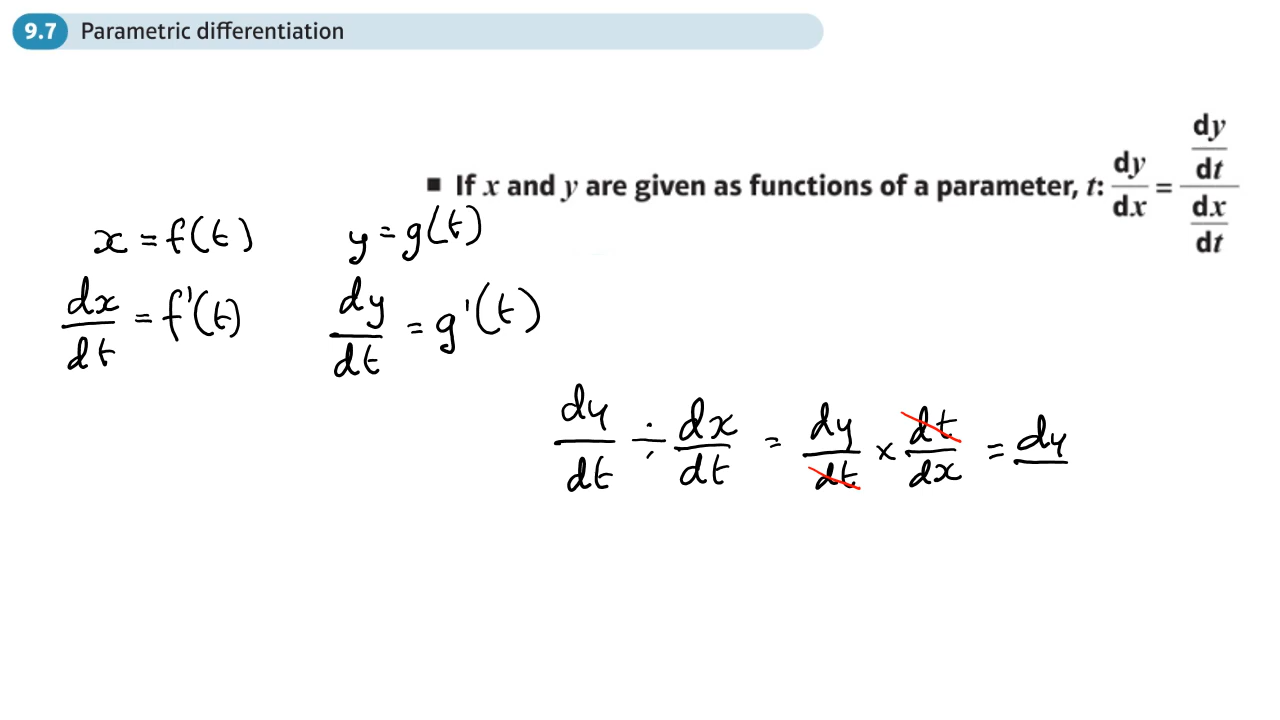 9.7 Parametric differentiation
■ If x and y are given as functions of a parameter, t: dy/dx = (dy/dt)/(dx/dt)
x = f(t) y = g(t)
dx/dt = f'(t) dy/dt = g'(t)
dy/dt ÷ dx/dt = dy/dt × dt/dx = dy